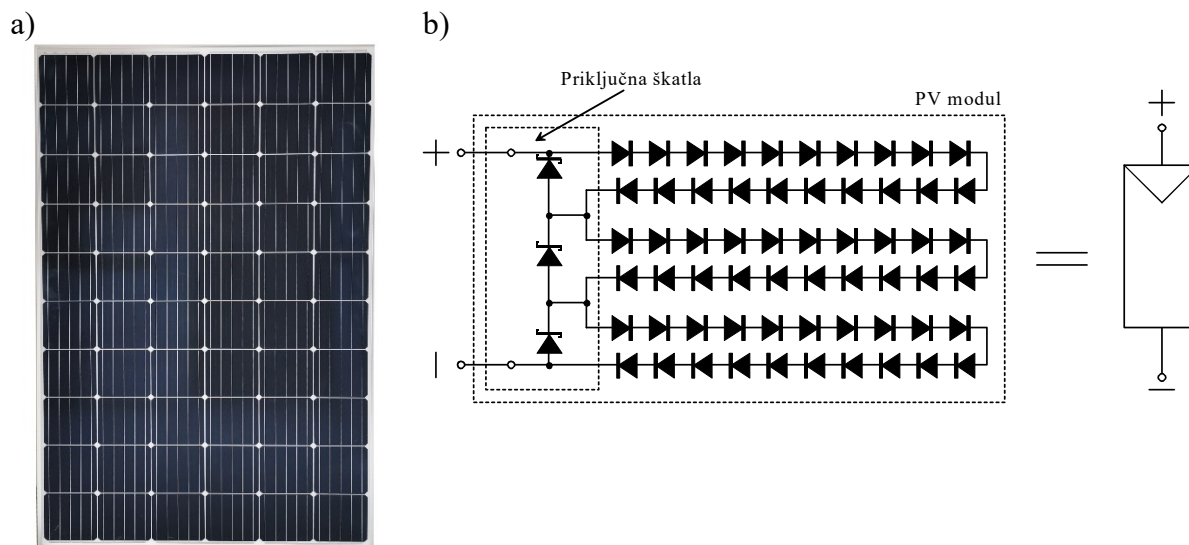 a)
b)
Priključna škatla
PV modul
+
−
+
−